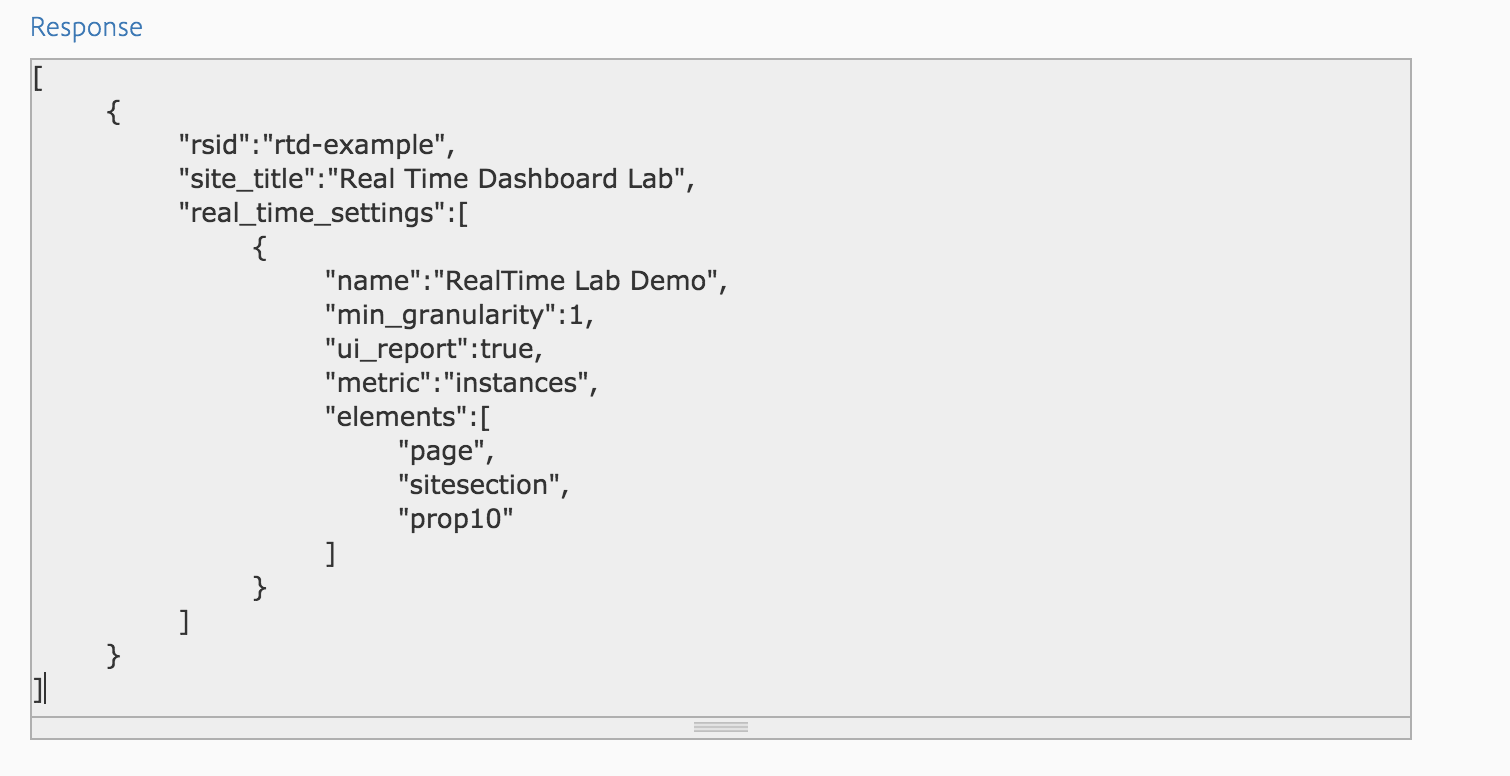 Response
[
{
"rsid":"rtd-example",
"site_title":"Real Time Dashboard Lab",
"real_time_settings":[
{
"name":"RealTime Lab Demo",
"min_granularity":1,
"ui_report":true,
"metric":"instances",
"elements":[
"page",
"sitesection",
"prop10"
]
}
]
}
]